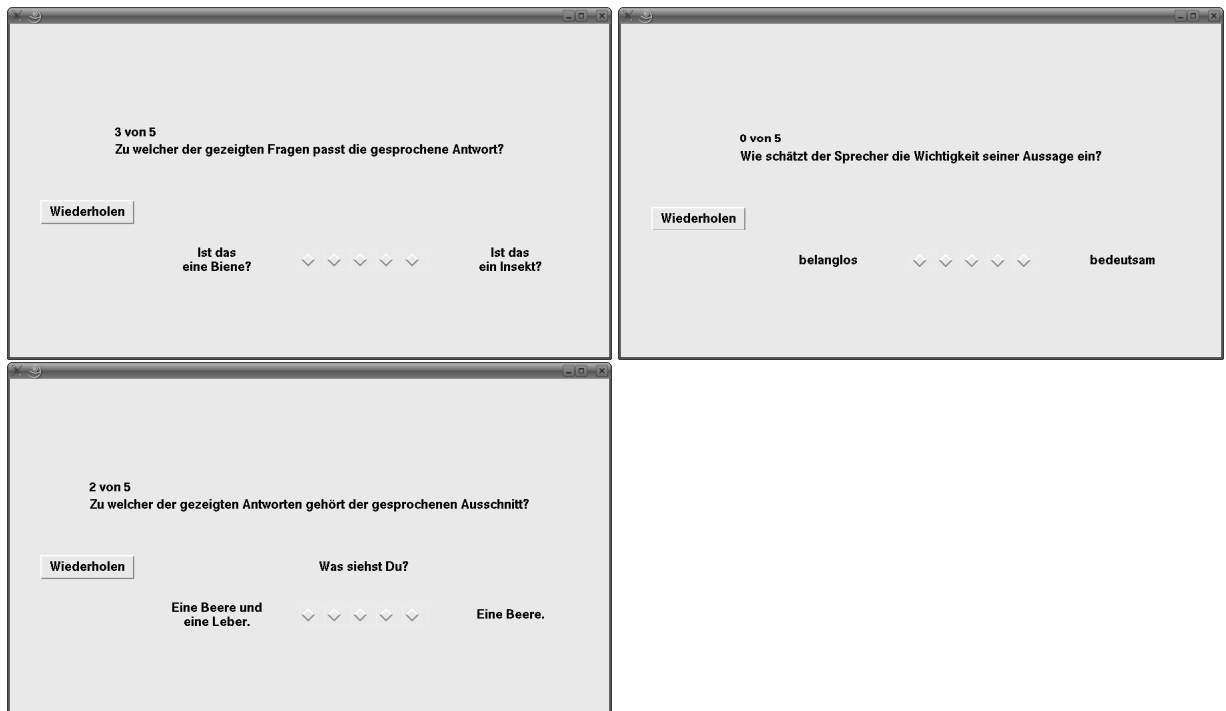 3 von 5
Zu welcher der gezeigten Fragen passt die gesprochene Antwort?
Wiederholen
Ist das
eine Biene?
Ist das
ein Insekt?
0 von 5
Wie schätzt der Sprecher die Wichtigkeit seiner Aussage ein?
Wiederholen
belanglos
bedeutsam
2 von 5
Zu welcher der gezeigten Antworten gehört der gesprochenen Ausschnitt?
Wiederholen
Was siehst Du?
Eine Beere und
eine Leber.
Eine Beere.